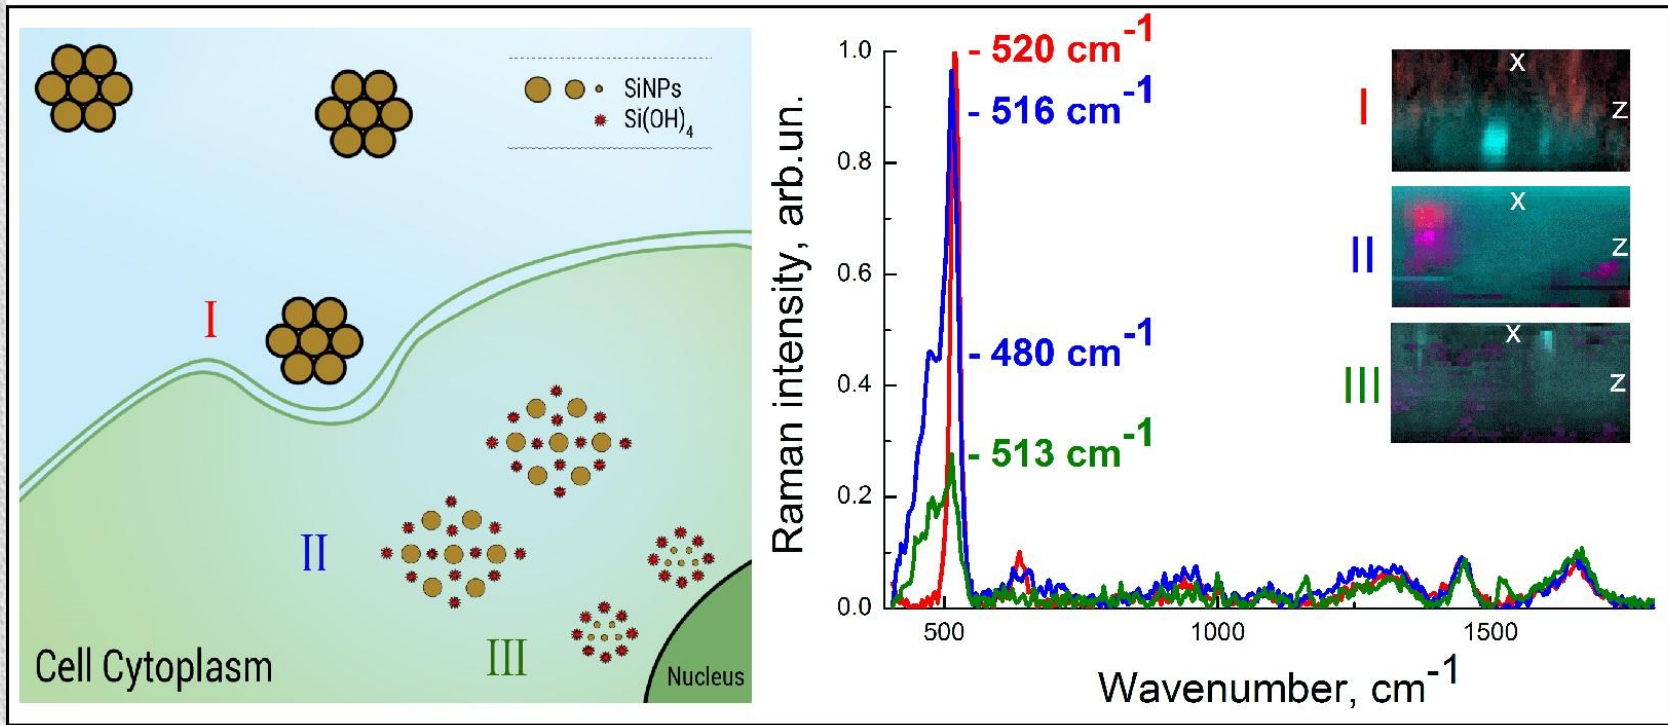 SiNPs
Si(OH)4
I
II
III
Cell Cytoplasm
Nucleus
Raman intensity, arb.un.
1.0
0.8
0.6
0.4
0.2
0.0
- 520 cm-1
- 516 cm-1
- 480 cm-1
- 513 cm-1
500
1000
1500
Wavenumber, cm-1
I
X
Z
II
X
Z
III
X
Z